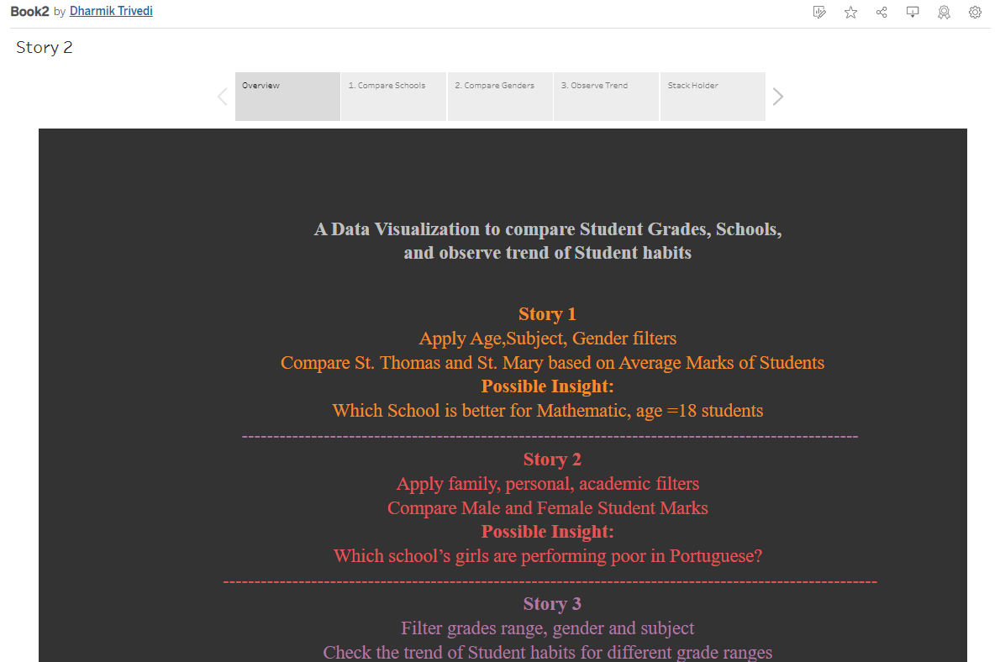 Book2 by Dharmik Trivedi
Story 2
Overview
1. Compare Schools
2. Compare Genders
3. Observe Trend
Stack Holder
A Data Visualization to compare Student Grades, Schools,
and observe trend of Student habits
Story 1
Apply Age,Subject, Gender filters
Compare St. Thomas and St. Mary based on Average Marks of Students
Possible Insight:
Which School is better for Mathematic, age =18 students
---------------------------------------------------------------------------------------------------
Story 2
Apply family, personal, academic filters
Compare Male and Female Student Marks
Possible Insight:
Which school’s girls are performing poor in Portuguese?
---------------------------------------------------------------------------------------------------------
Story 3
Filter grades range, gender and subject
Check the trend of Student habits for different grade ranges